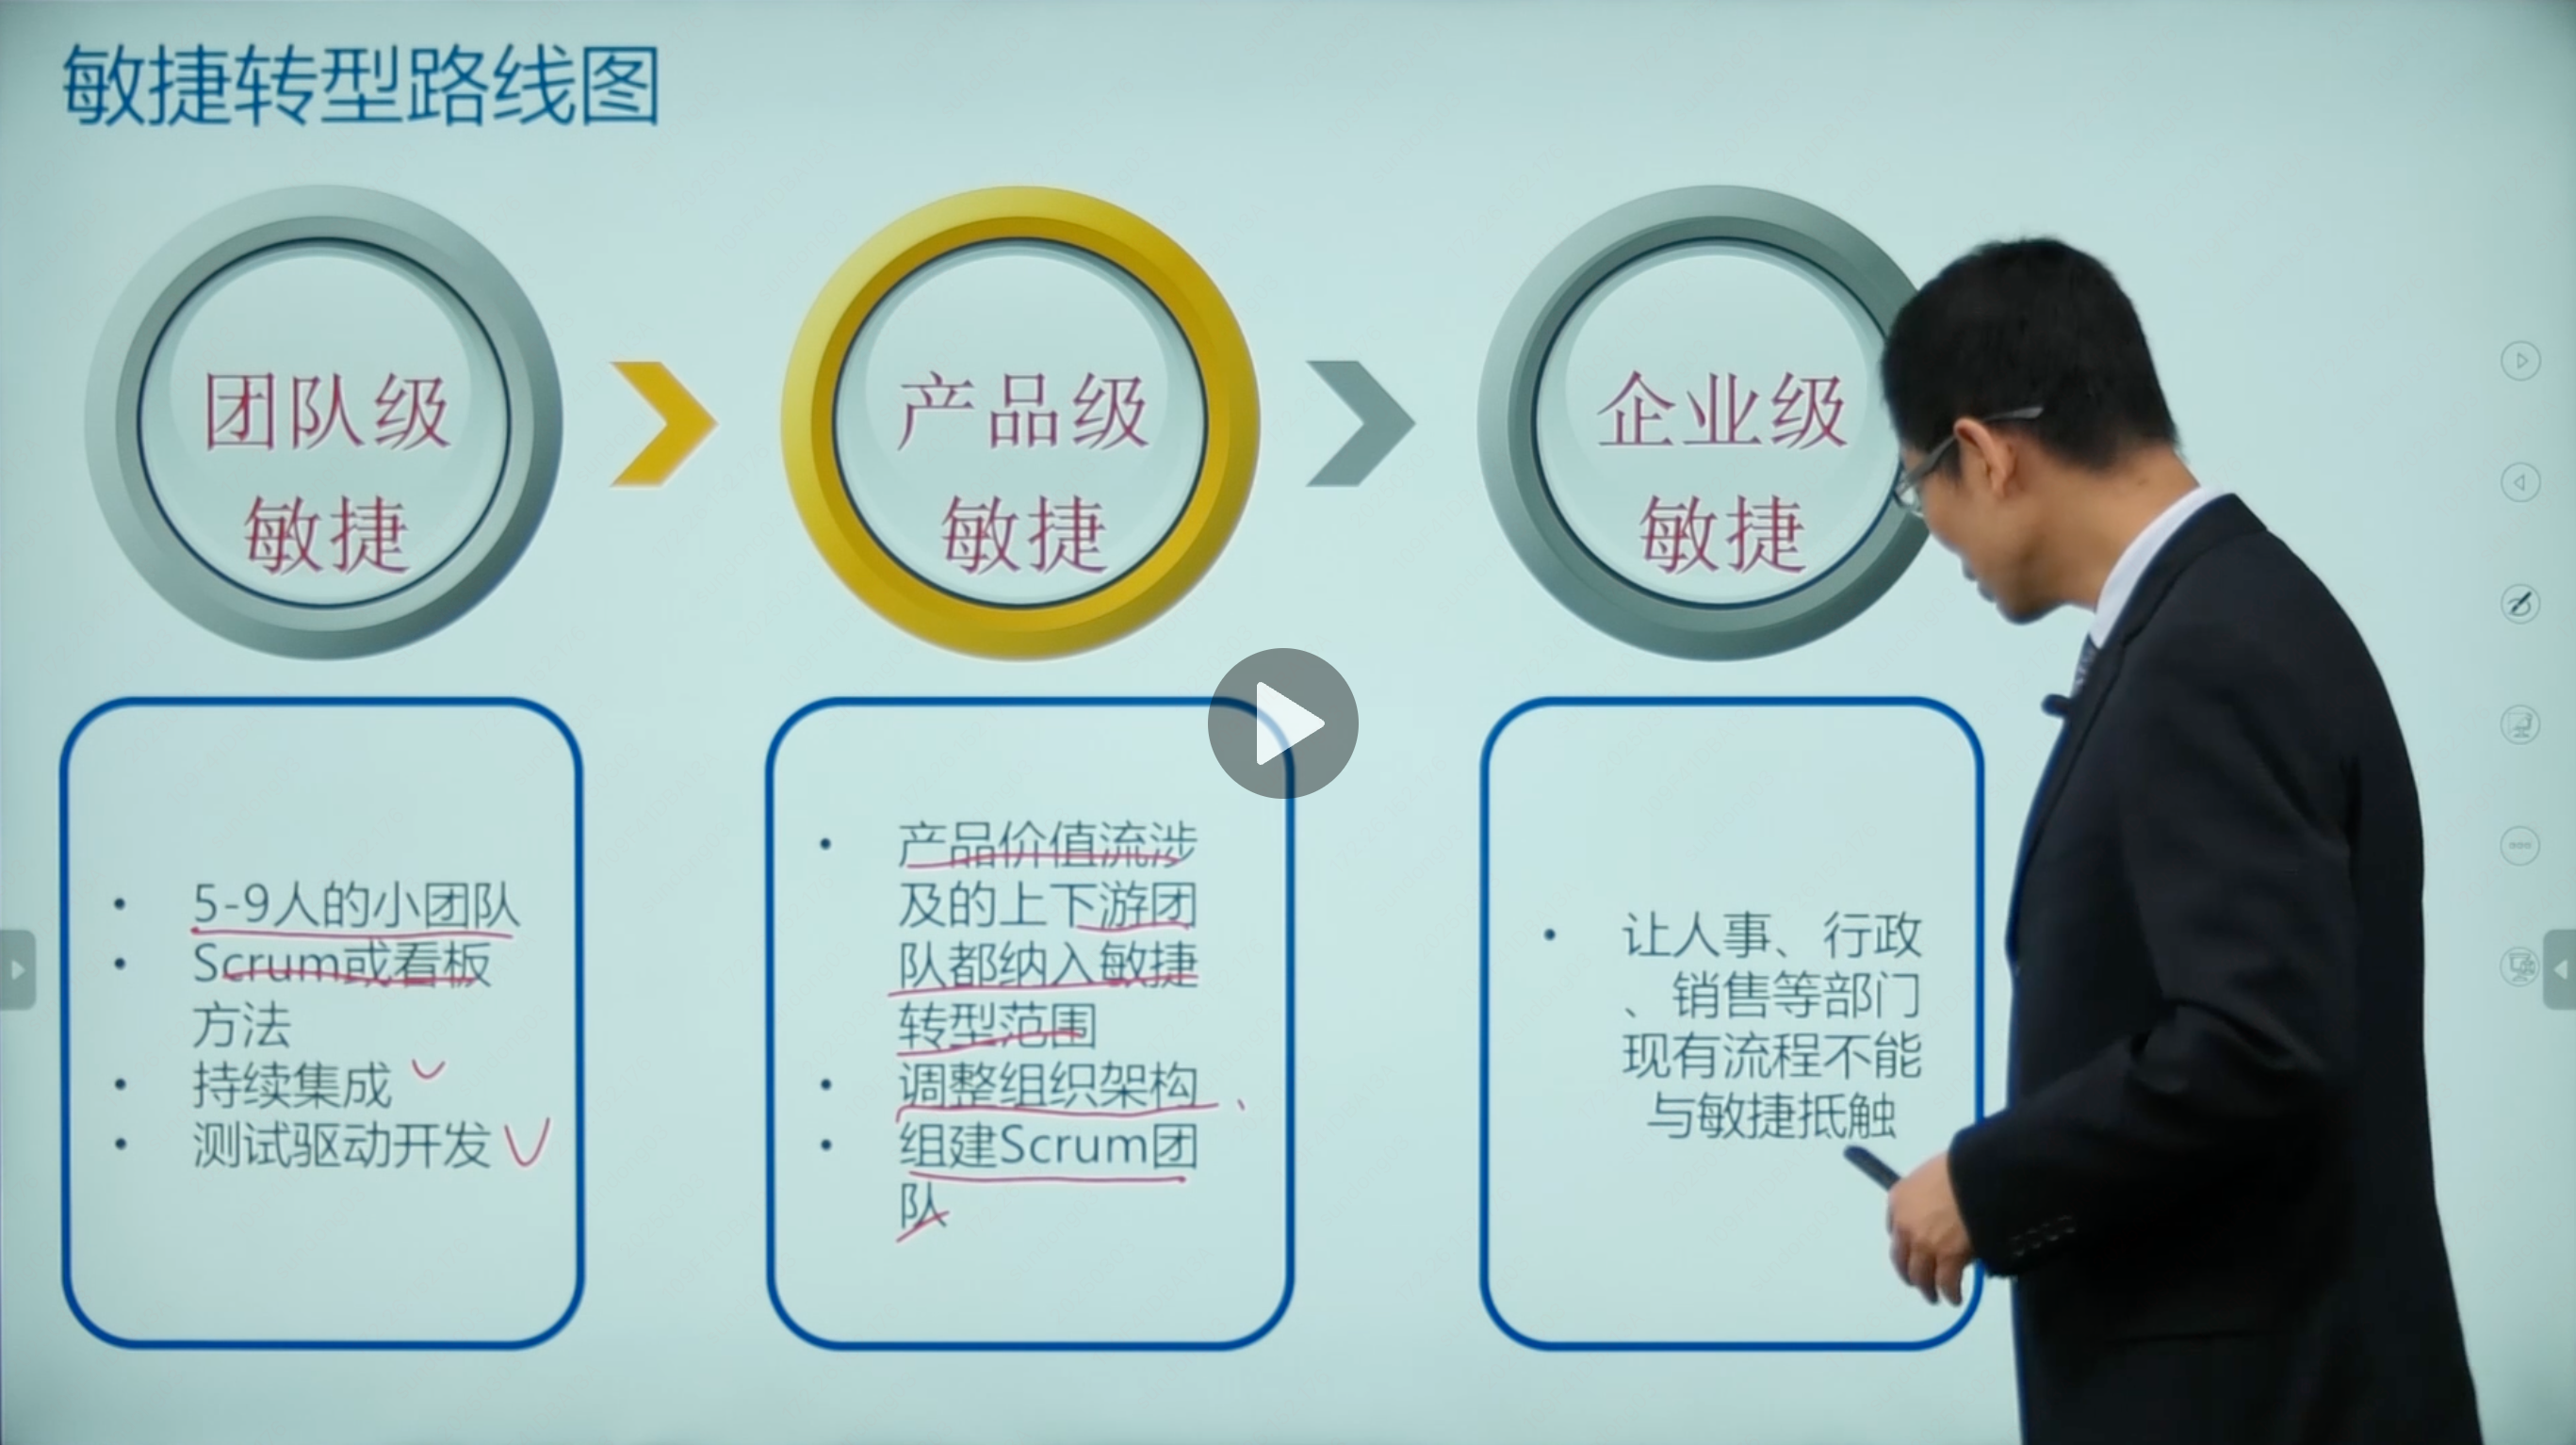 敏捷转型路线图
团队级
敏捷
产品级
敏捷
企业级
敏捷
• 5-9人的小团队
• Scrum或看板
方法
• 持续集成
• 测试驱动开发
• 产品价值流涉
及的上下游团
队都纳入敏捷
转型范围
• 调整组织架构
• 组建Scrum团
队
• 让人事、行政
、销售等部门
现有流程不能
与敏捷抵触